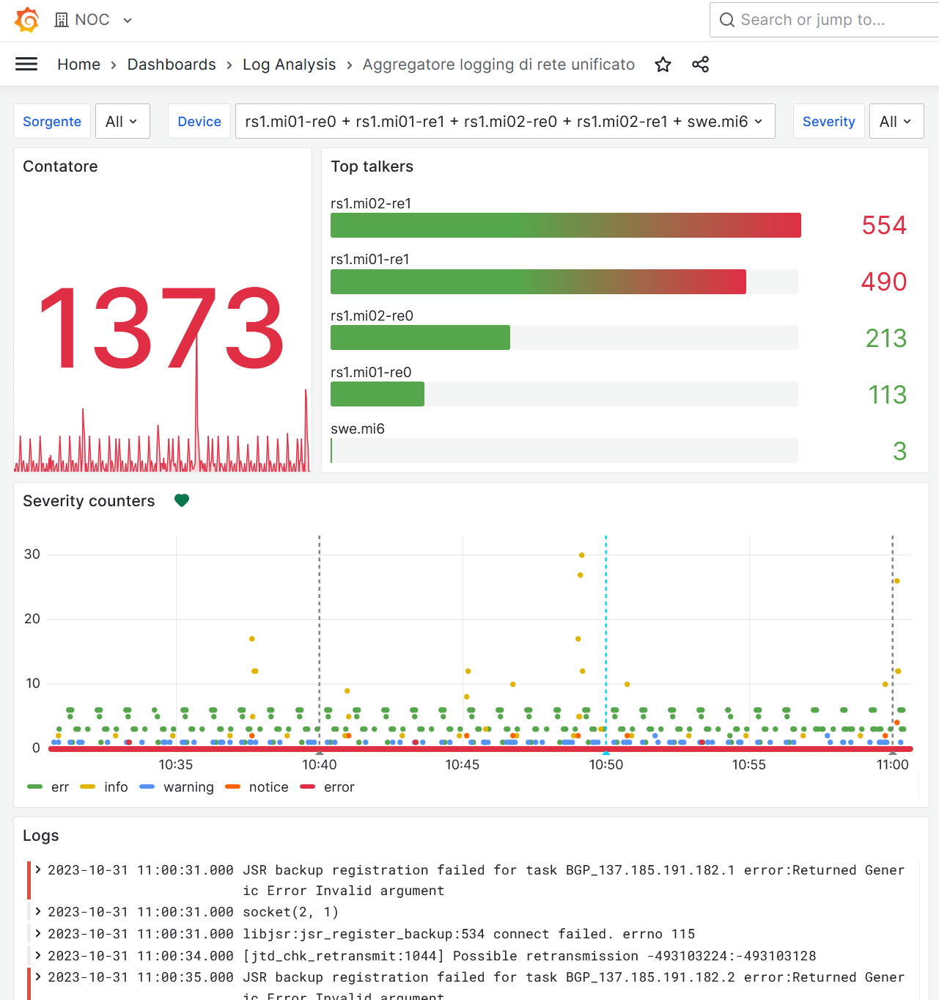 NOC
Search or jump to...
Home > Dashboards > Log Analysis > Aggregatore logging di rete unificato
Sorgente All Device rs1.mi01-re0 + rs1.mi01-re1 + rs1.mi02-re0 + rs1.mi02-re1 + swe.mi6 Severity All
Contatore
1373
Top talkers
rs1.mi02-re1
554
rs1.mi01-re1
490
rs1.mi02-re0
213
rs1.mi01-re0
113
swe.mi6
3
Severity counters
30
20
10
0
10:35 10:40 10:45 10:50 10:55 11:00
err info warning notice error
Logs
> 2023-10-31 11:00:31.000 JSR backup registration failed for task BGP_137.185.191.182.1 error:Returned Gener
ic Error Invalid argument
> 2023-10-31 11:00:31.000 socket(2, 1)
> 2023-10-31 11:00:31.000 libjsr:jsr_register_backup:534 connect failed. errno 115
> 2023-10-31 11:00:34.000 [jtd_chk_retransmit:1044] Possible retransmission -493103224:-493103128
> 2023-10-31 11:00:35.000 JSR backup registration failed for task BGP_137.185.191.182.2 error:Returned Gener
ic Error Invalid argument